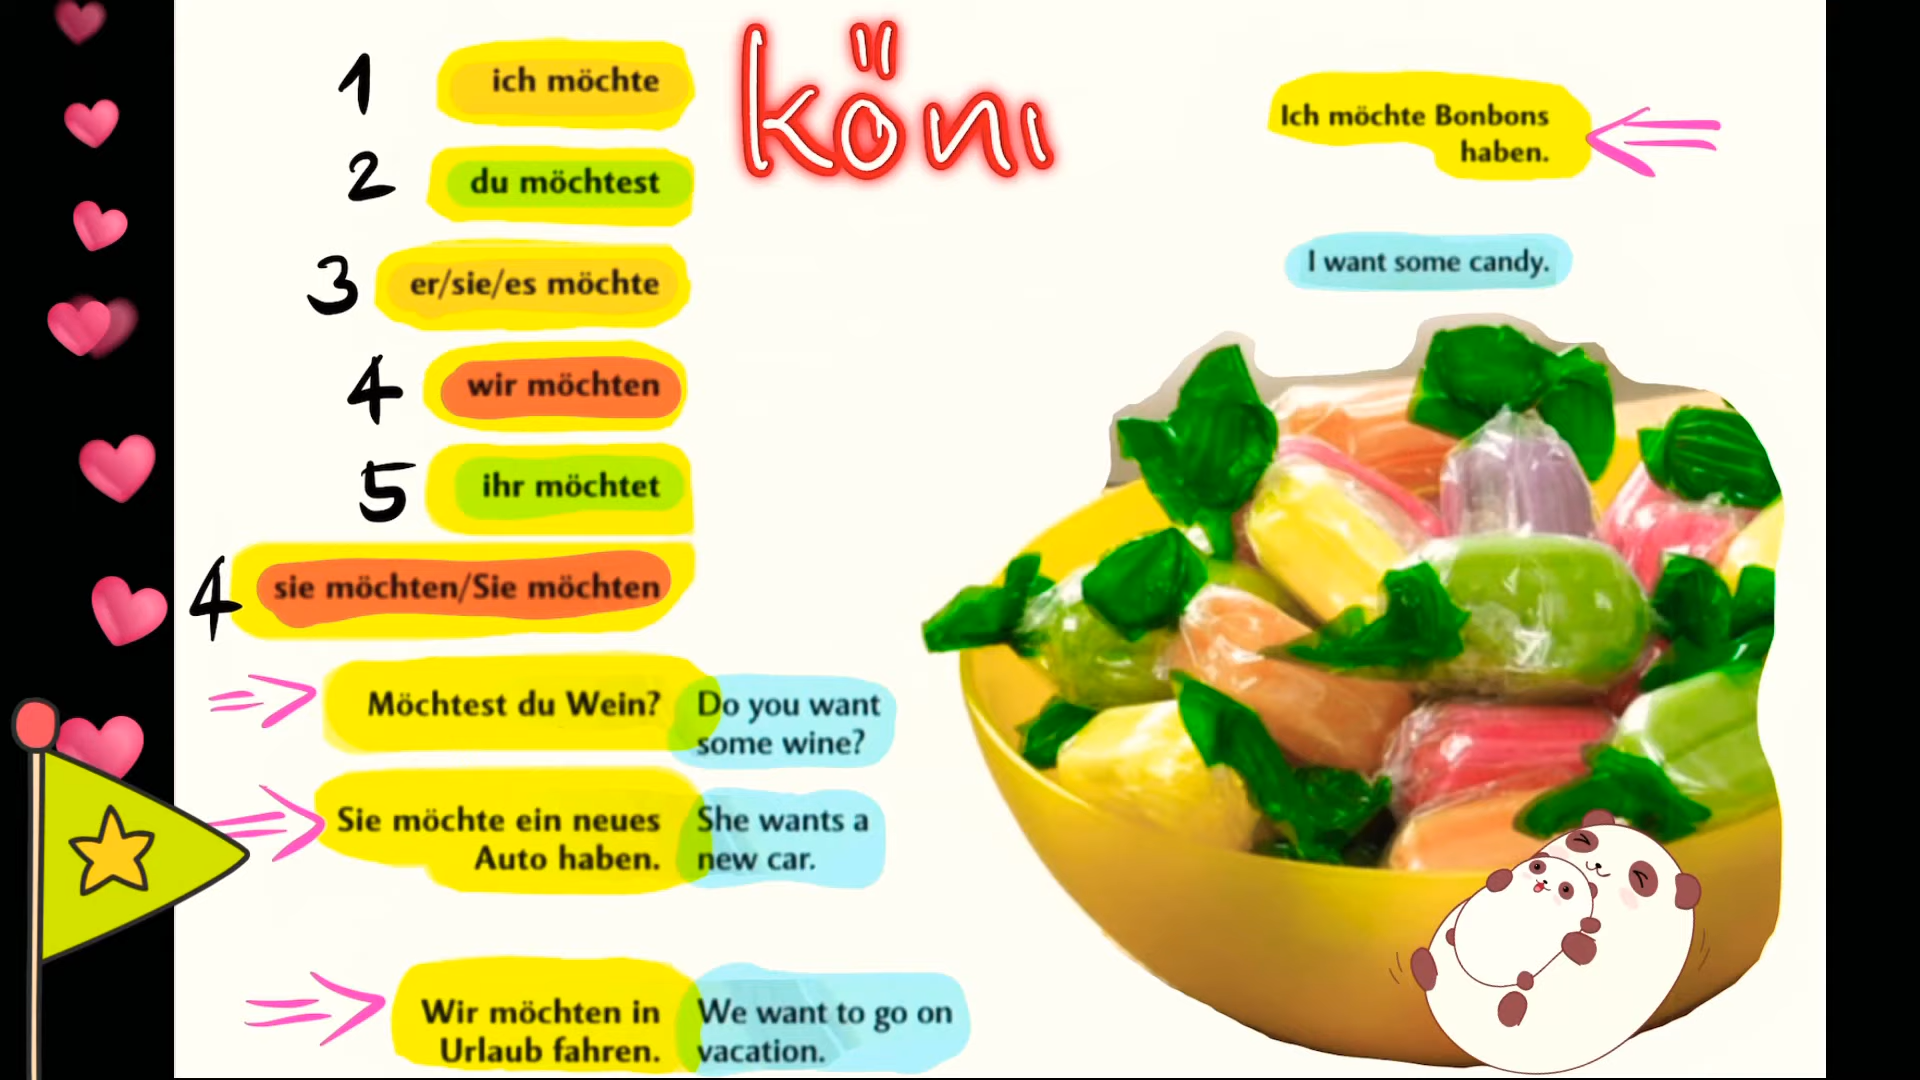 1 ich möchte
2 du möchtest
3 er/sie/es möchte
4 wir möchten
5 ihr möchtet
4 sie möchten/Sie möchten
könı
Möchtest du Wein?
Do you want
some wine?
Sie möchte ein neues
Auto haben.
She wants a
new car.
Wir möchten in
Urlaub fahren.
We want to go on
vacation.
Ich möchte Bonbons
haben.
I want some candy.